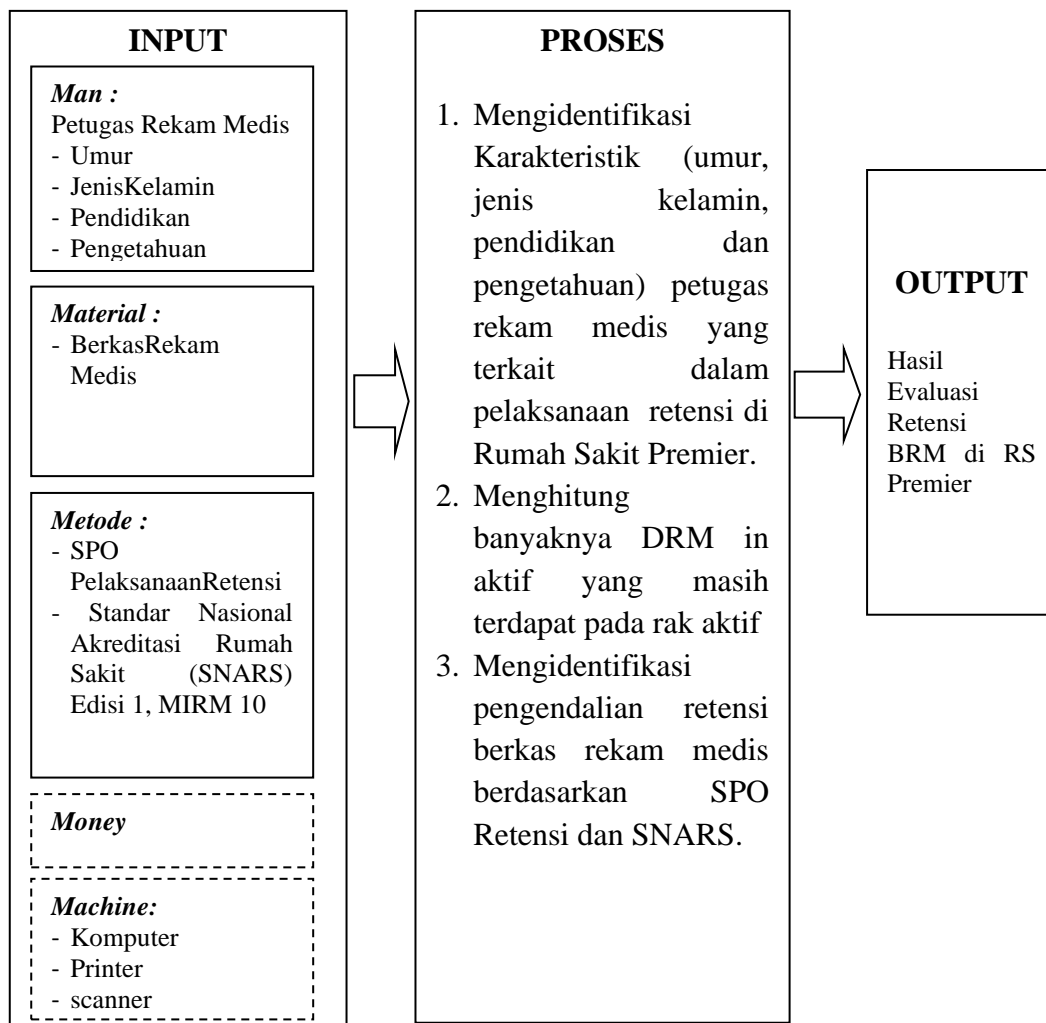 INPUT
Man :
Petugas Rekam Medis
- Umur
- JenisKelamin
- Pendidikan
- Pengetahuan
Material :
- BerkasRekam
Medis
Metode :
- SPO
PelaksanaanRetensi
- Standar Nasional
Akreditasi Rumah
Sakit (SNARS)
Edisi 1, MIRM 10
Money
Machine:
- Komputer
- Printer
- scanner
PROSES
1. Mengidentifikasi
Karakteristik (umur,
jenis kelamin,
pendidikan dan
pengetahuan) petugas
rekam medis yang
terkait dalam
pelaksanaan retensi di
Rumah Sakit Premier.
2. Menghitung
banyaknya DRM in
aktif yang masih
terdapat pada rak aktif
3. Mengidentifikasi
pengendalian retensi
berkas rekam medis
berdasarkan SPO
Retensi dan SNARS.
OUTPUT
Hasil
Evaluasi
Retensi
BRM di RS
Premier